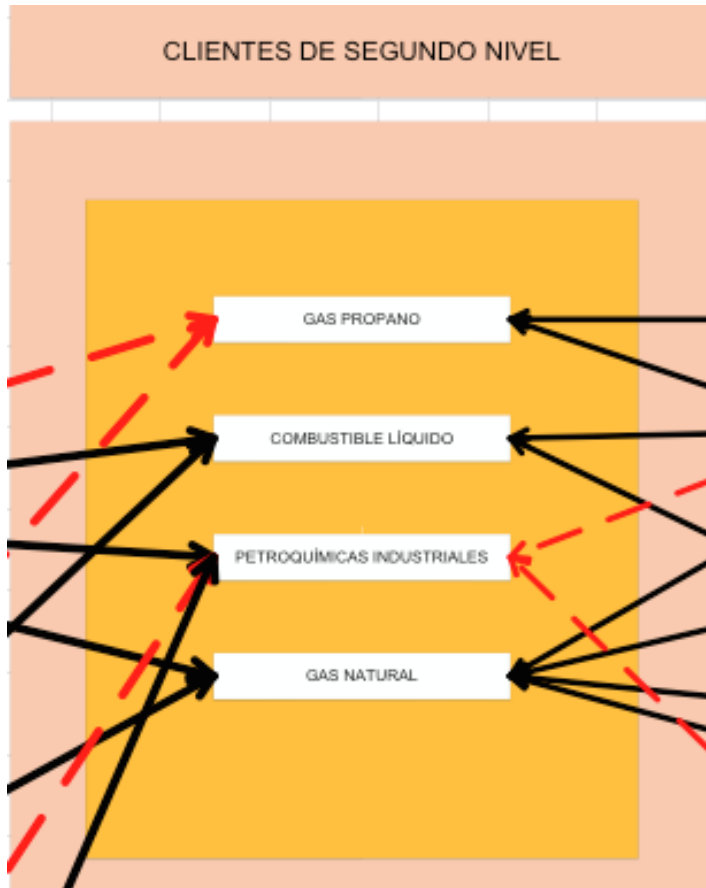 CLIENTES DE SEGUNDO NIVEL
GAS PROPANO
COMBUSTIBLE LÍQUIDO
PETROQUÍMICAS INDUSTRIALES
GAS NATURAL